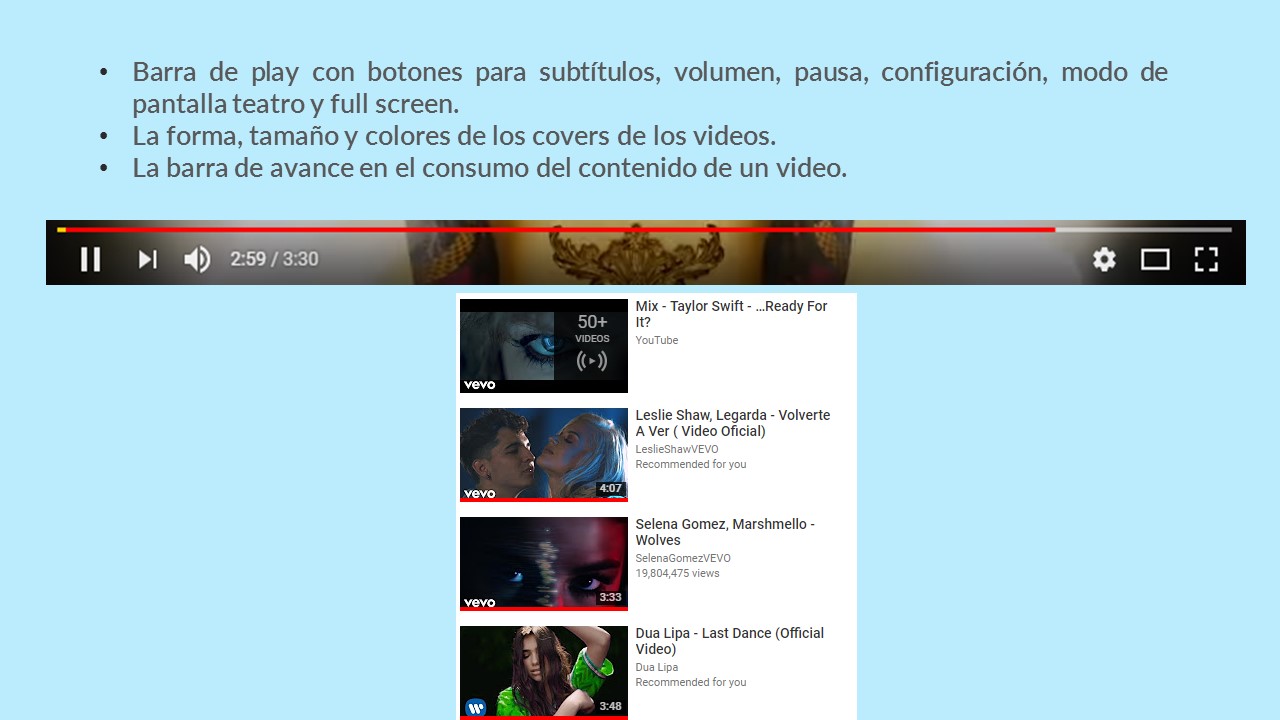 • Barra de play con botones para subtítulos, volumen, pausa, configuración, modo de
pantalla teatro y full screen.
• La forma, tamaño y colores de los covers de los videos.
• La barra de avance en el consumo del contenido de un video.
2:59 / 3:30
50+
VIDEOS
vevo
Mix - Taylor Swift - ...Ready For
It?
YouTube
vevo
4:07
Leslie Shaw, Legarda - Volverte
A Ver ( Video Oficial)
LeslieShawVEVO
Recommended for you
vevo
3:33
Selena Gomez, Marshmello -
Wolves
SelenaGomezVEVO
19,804,475 views
3:48
Dua Lipa - Last Dance (Official
Video)
Dua Lipa
Recommended for you